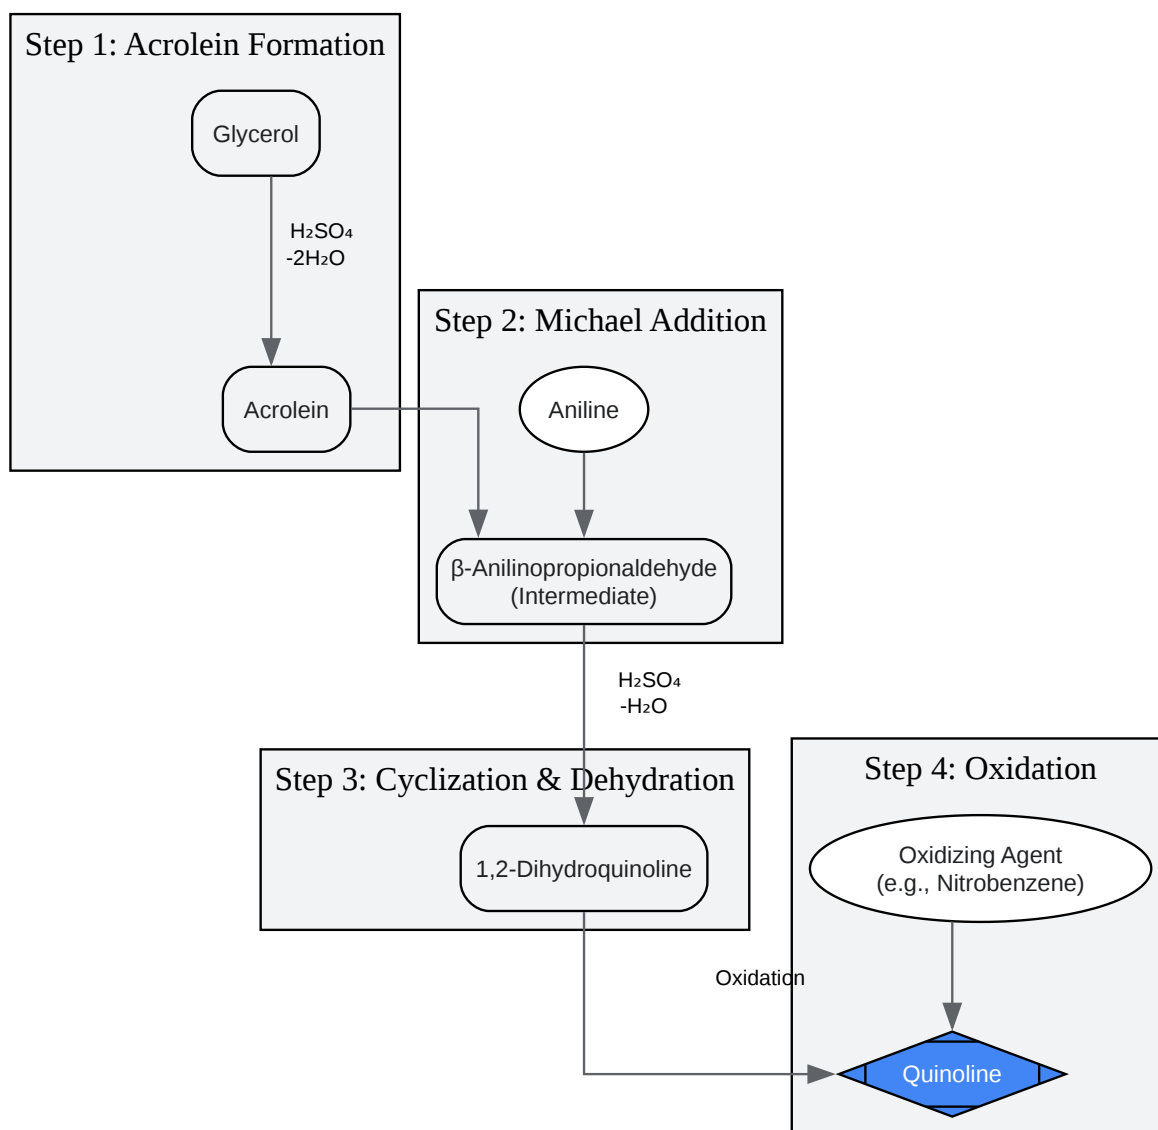 Step 1: Acrolein Formation
Glycerol
H₂SO₄
-2H₂O
Acrolein
Step 2: Michael Addition
Aniline
β-Anilinopropionaldehyde
(Intermediate)
H₂SO₄
-H₂O
Step 3: Cyclization & Dehydration
1,2-Dihydroquinoline
Step 4: Oxidation
Oxidizing Agent
(e.g., Nitrobenzene)
Oxidation
Quinoline